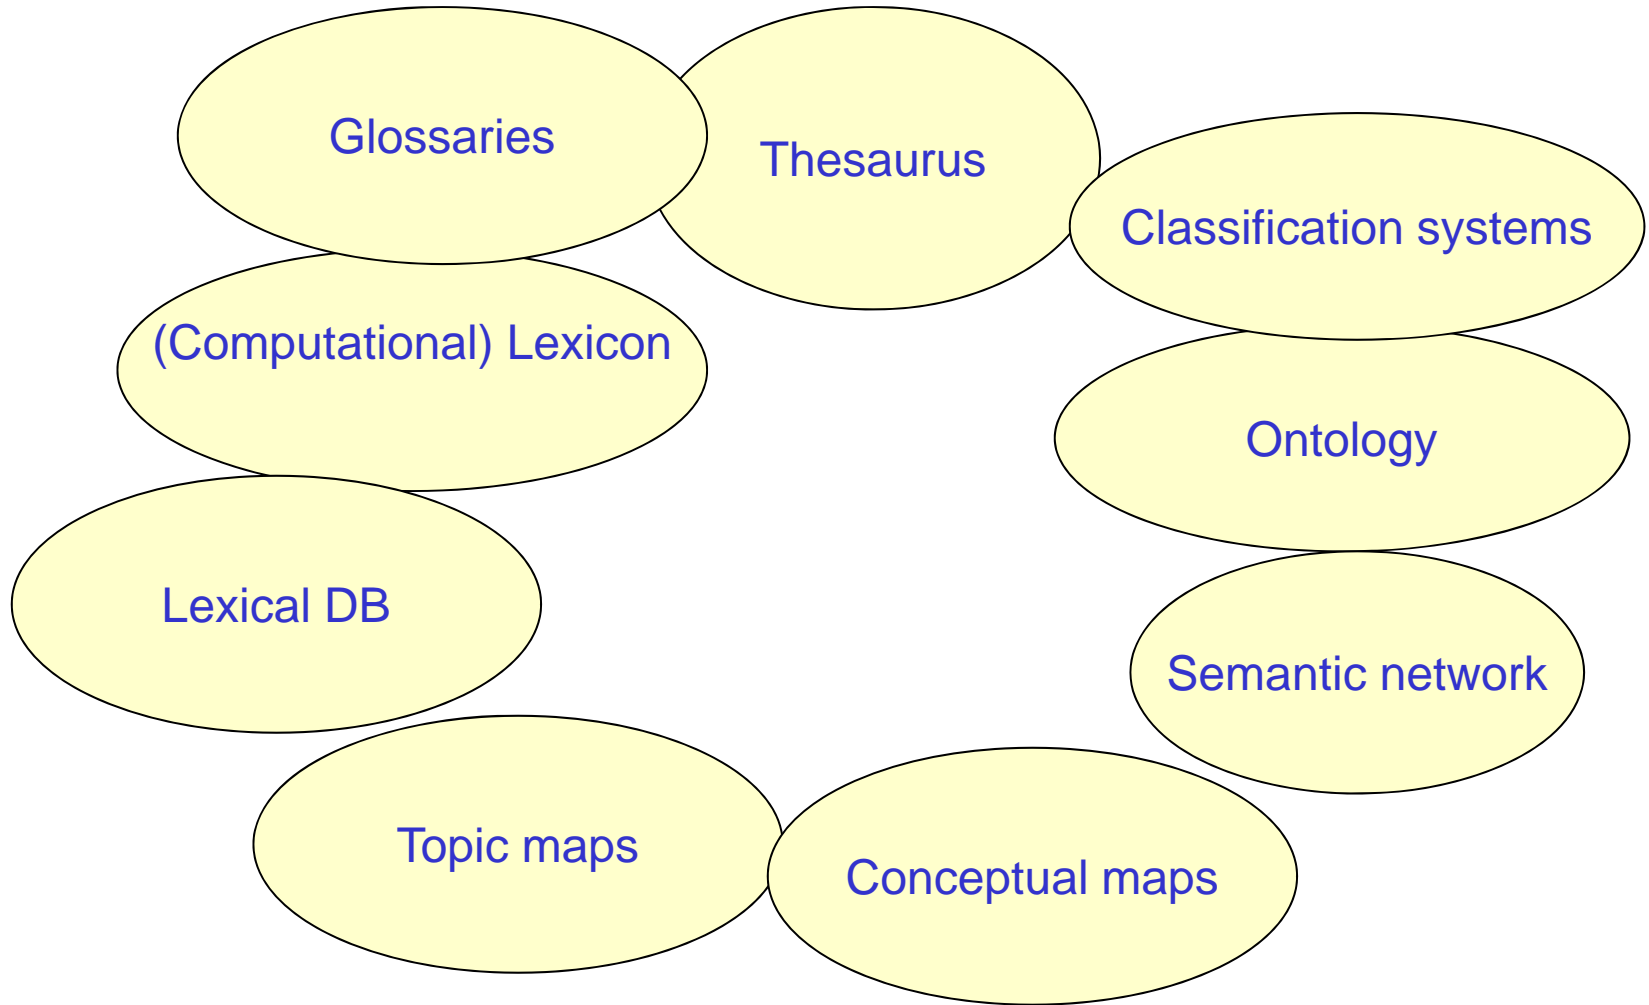 Glossaries
Thesaurus
Classification systems
(Computational) Lexicon
Ontology
Lexical DB
Semantic network
Topic maps
Conceptual maps